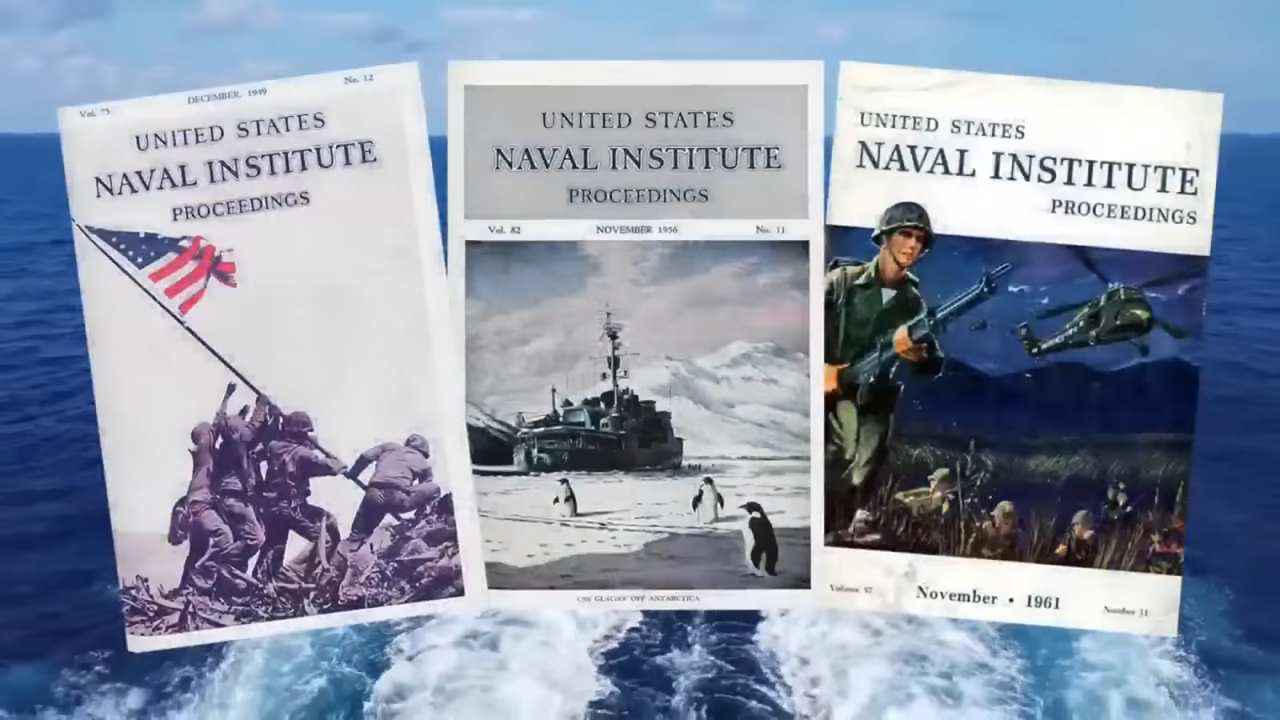 Vol. 75
DECEMBER, 1949
No. 12
UNITED STATES
NAVAL INSTITUTE
PROCEEDINGS
UNITED STATES
NAVAL INSTITUTE
PROCEEDINGS
Vol. 82
NOVEMBER 1956
No. 11
USS GLACIER OFF ANTARCTICA
UNITED STATES
NAVAL INSTITUTE
PROCEEDINGS
Volume 87
November • 1961
Number 11